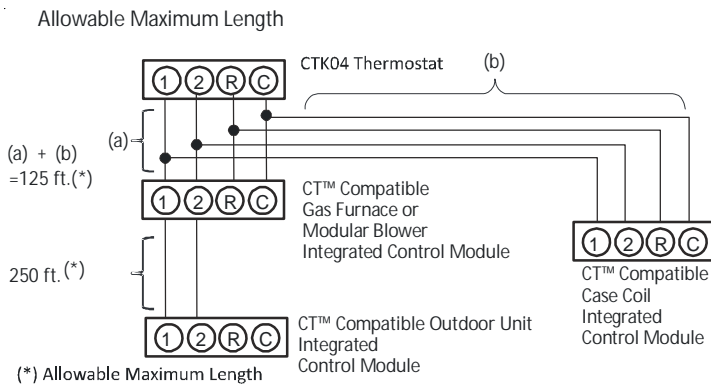 Allowable Maximum Length
1 2 R C
CTK04 Thermostat
(b)
(a)
(a) + (b)
=125 ft.(*)
1 2 R C
CT™ Compatible
Gas Furnace or
Modular Blower
Integrated Control Module
1 2 R C
CT™ Compatible
Case Coil
Integrated
Control Module
250 ft.(*)
1 2 R C
CT™ Compatible Outdoor Unit
Integrated
Control Module
(*) Allowable Maximum Length